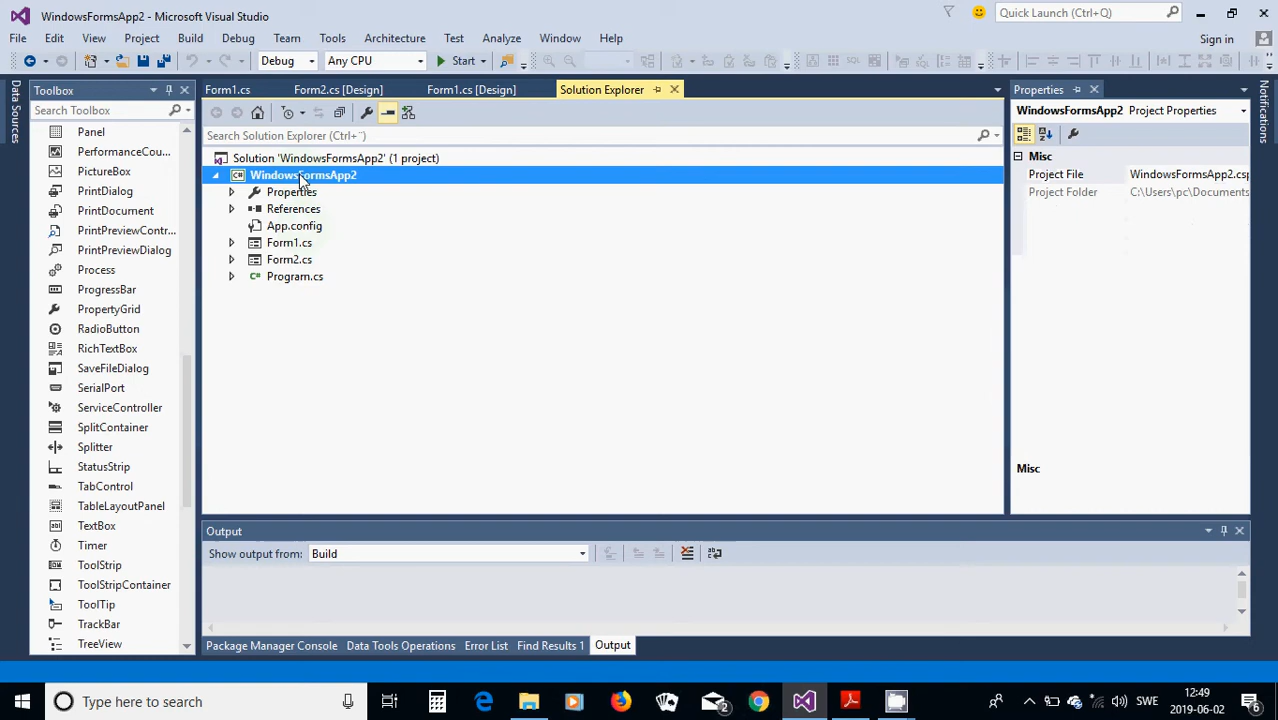 WindowsFormsApp2 - Microsoft Visual Studio
Quick Launch (Ctrl+Q)
File Edit View Project Build Debug Team Tools Architecture Test Analyze Window Help
Sign in
Debug Any CPU Start
Data Sources
Toolbox
Search Toolbox
Panel
PerformanceCou...
PictureBox
PrintDialog
PrintDocument
PrintPreviewContr...
PrintPreviewDialog
Process
ProgressBar
PropertyGrid
RadioButton
RichTextBox
SaveFileDialog
SerialPort
ServiceController
SplitContainer
Splitter
StatusStrip
TabControl
TableLayoutPanel
TextBox
Timer
ToolStrip
ToolStripContainer
ToolTip
TrackBar
TreeView
Form1.cs Form2.cs [Design] Form1.cs [Design] Solution Explorer
Search Solution Explorer (Ctrl+¨)
Solution 'WindowsFormsApp2' (1 project)
C# WindowsFormsApp2
Properties
References
App.config
Form1.cs
Form2.cs
C# Program.cs
Properties
WindowsFormsApp2 Project Properties
Misc
Project File WindowsFormsApp2.csp
Project Folder C:\Users\pc\Documents
Misc
Notifications
Output
Show output from: Build
Package Manager Console Data Tools Operations Error List Find Results 1 Output
Type here to search
2
SWE
12:49
2019-06-02
6